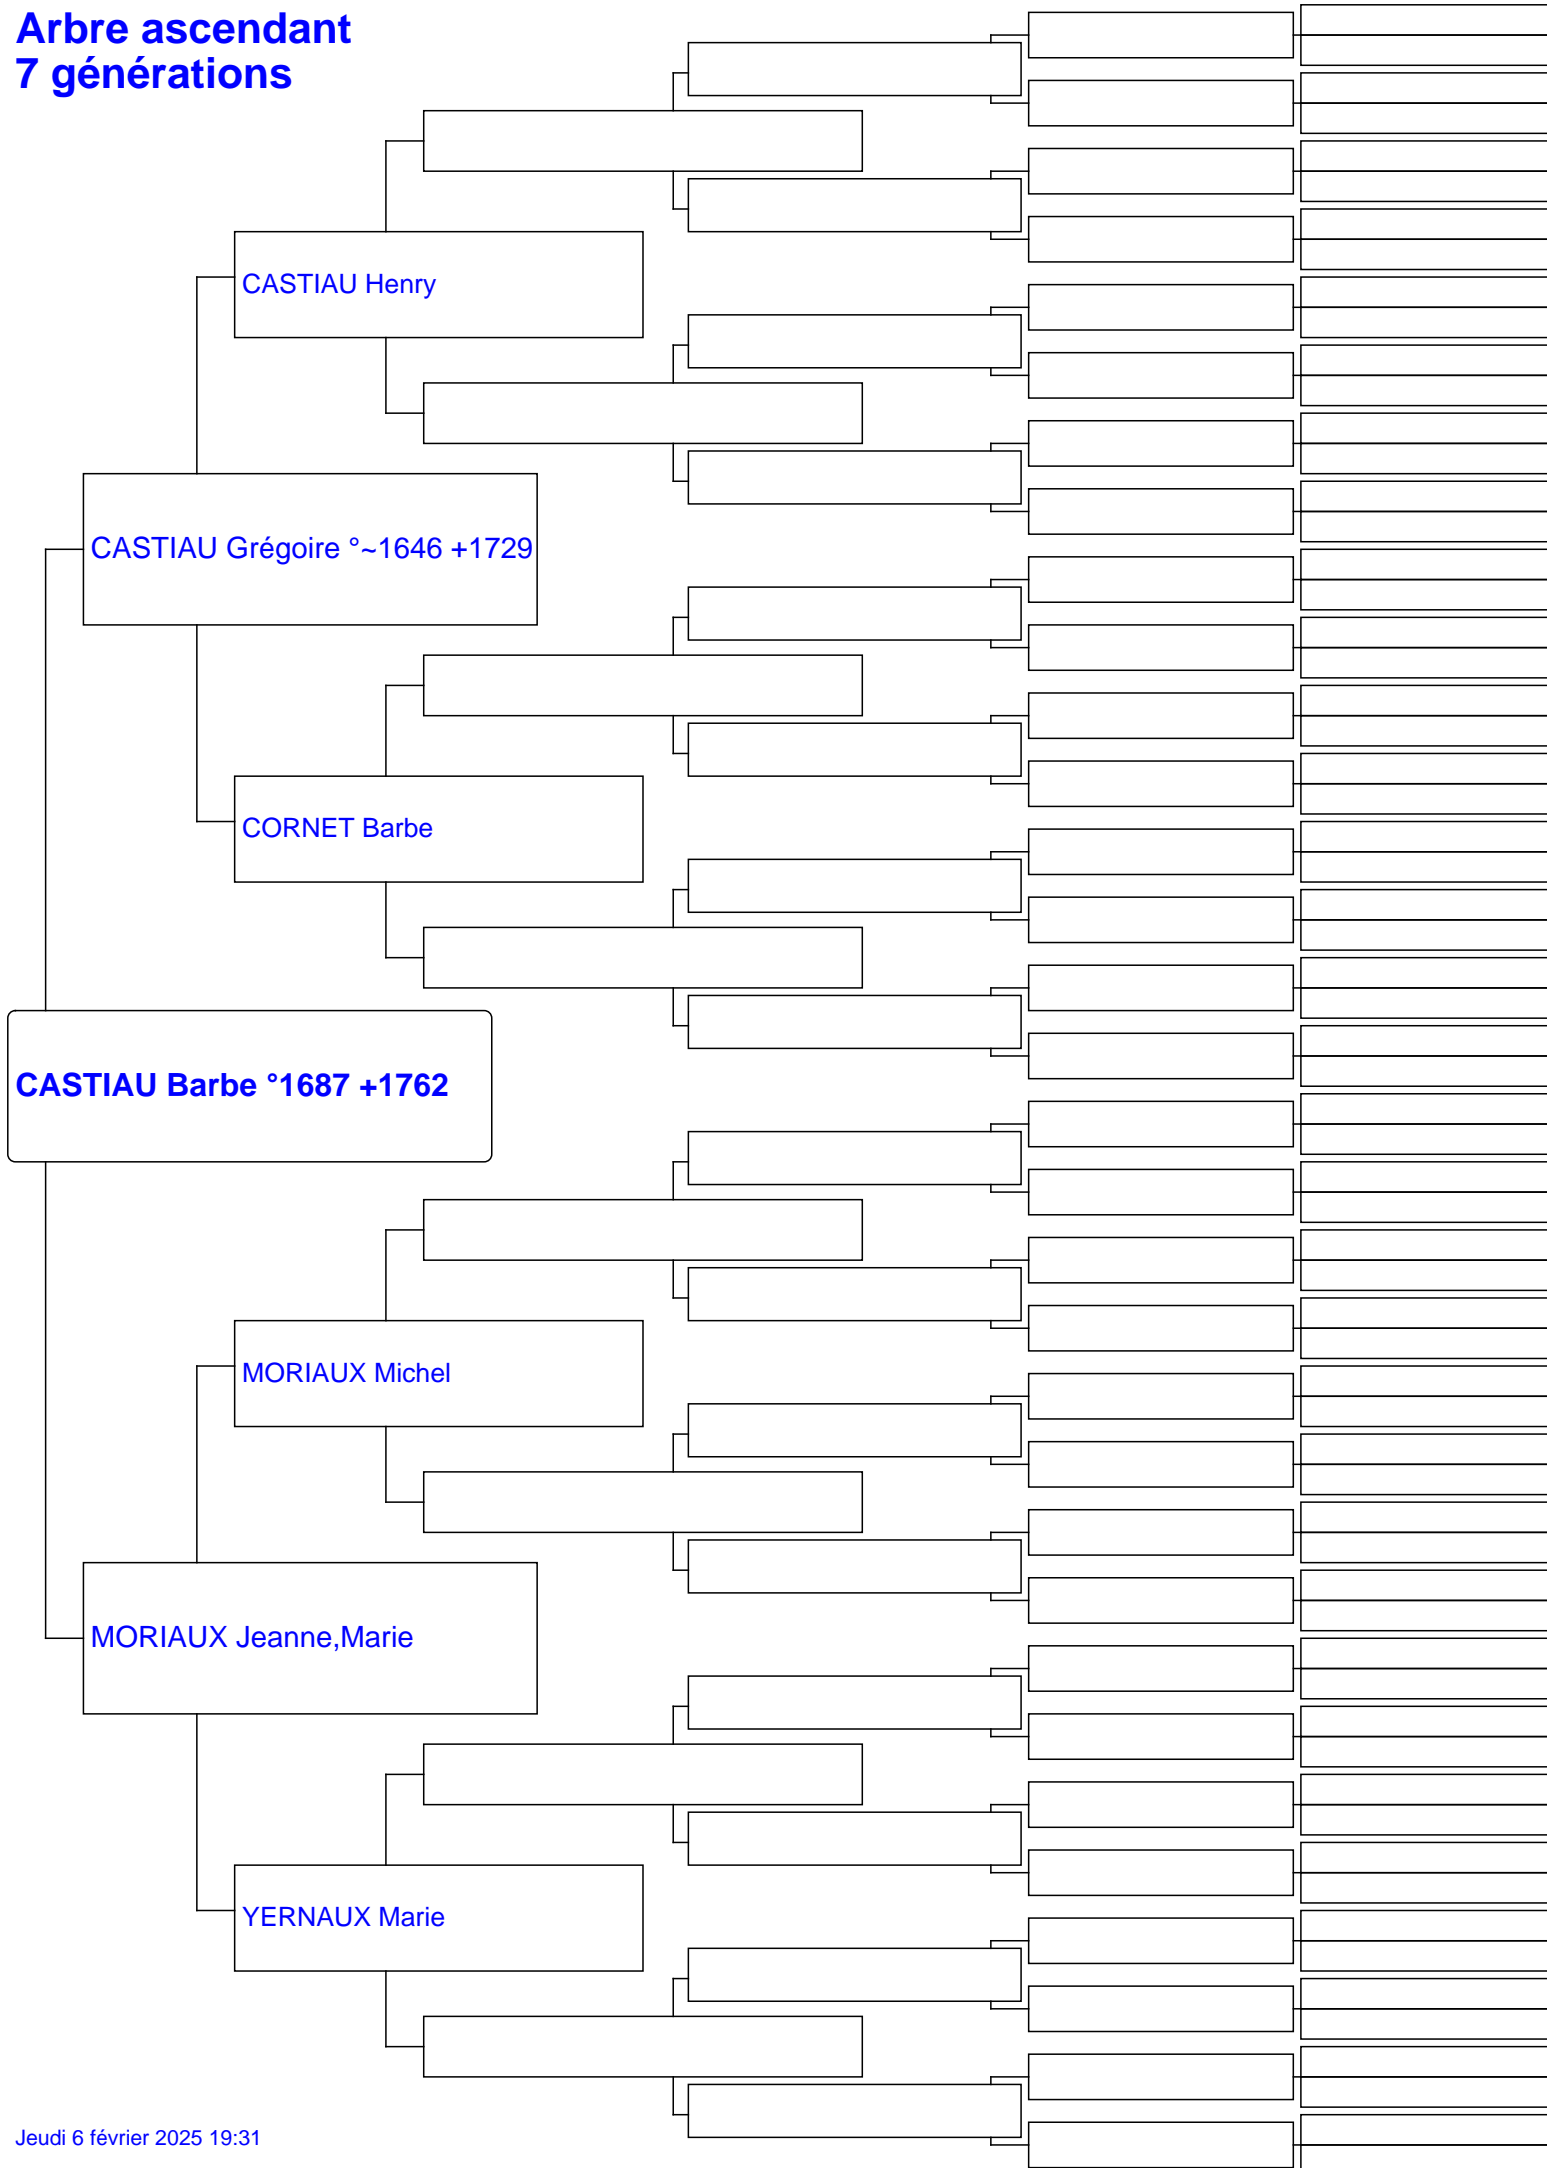 Arbre ascendant
7 générations
CASTIAU Henry
CASTIAU Grégoire °~1646 +1729
CORNET Barbe
CASTIAU Barbe °1687 +1762
MORIAUX Michel
MORIAUX Jeanne,Marie
YERNAUX Marie
Jeudi 6 février 2025 19:31